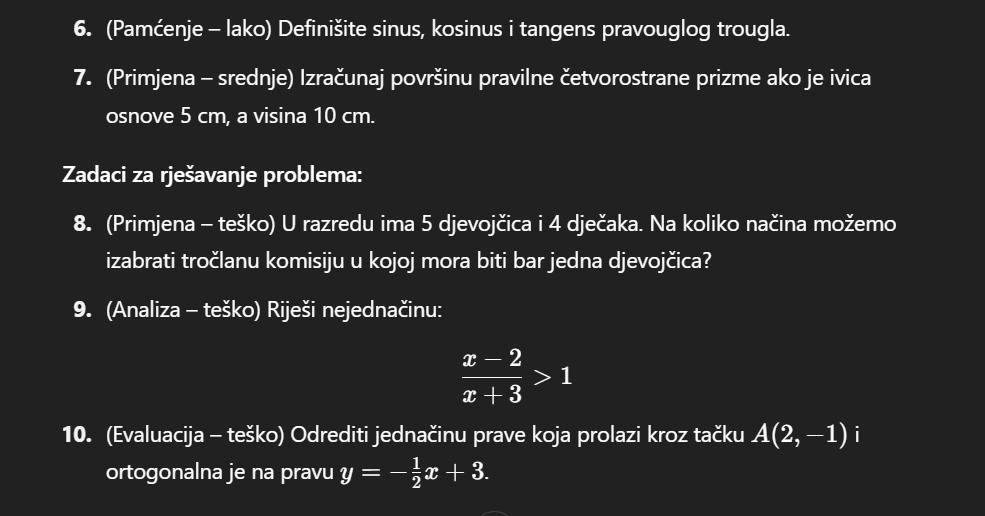 6. (Pamćenje – lako) Definišite sinus, kosinus i tangens pravouglog trougla.
7. (Primjena – srednje) Izračunaj površinu pravilne četvorostrane prizme ako je ivica
osnove 5 cm, a visina 10 cm.
Zadaci za rješavanje problema:
8. (Primjena – teško) U razredu ima 5 djevojčica i 4 dječaka. Na koliko načina možemo
izabrati tročlanu komisiju u kojoj mora biti bar jedna djevojčica?
9. (Analiza – teško) Riješi nejednačinu:
\frac{x - 2}{x + 3} > 1
10. (Evaluacija – teško) Odrediti jednačinu prave koja prolazi kroz tačku A(2, −1) i
ortogonalna je na pravu y = -\frac{1}{2}x + 3.